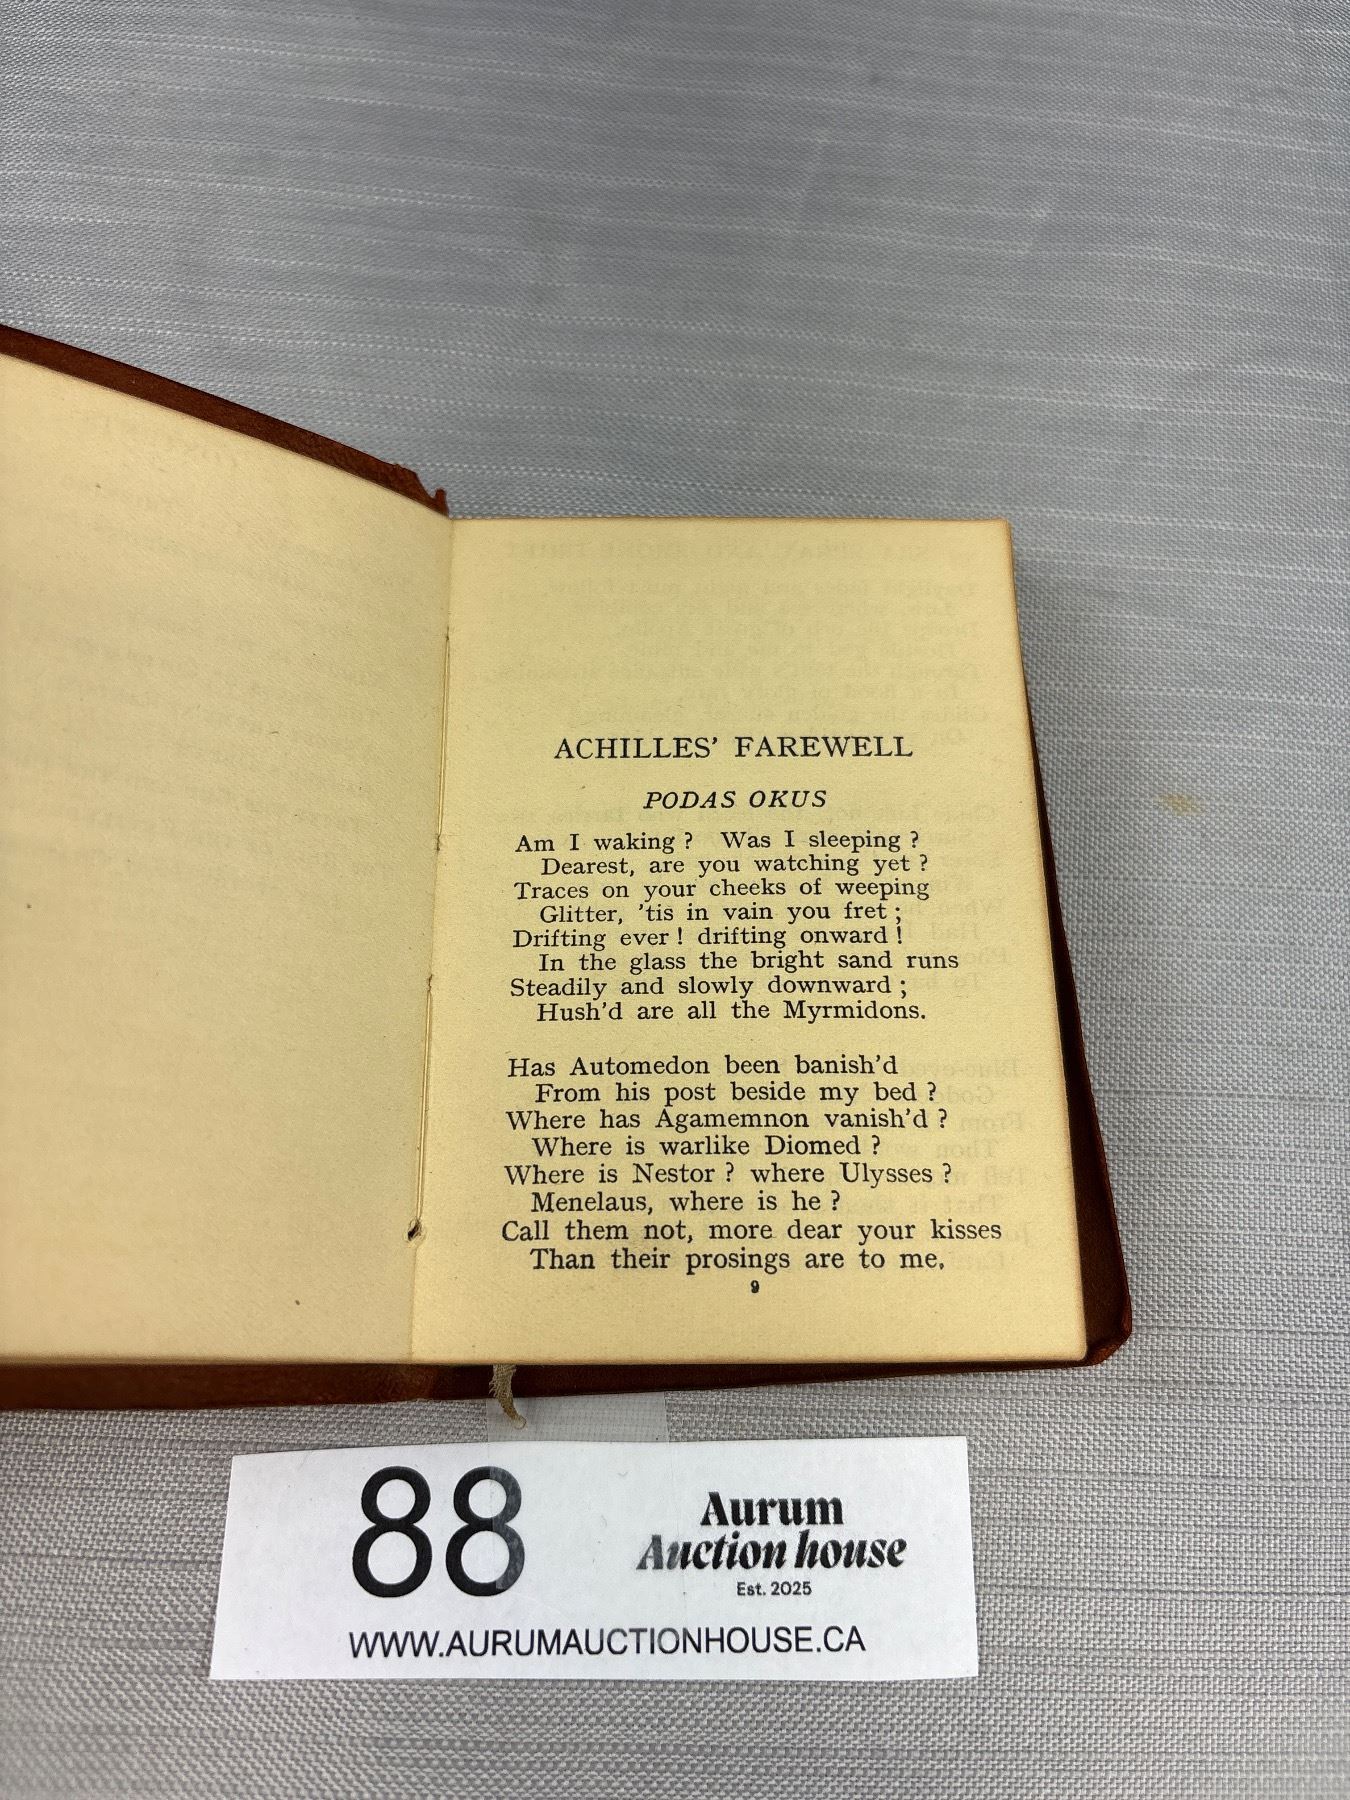 ACHILLES' FAREWELL
PODAS OKUS
Am I waking ? Was I sleeping ?
Dearest, are you watching yet ?
Traces on your cheeks of weeping
Glitter, 'tis in vain you fret ;
Drifting ever ! drifting onward !
In the glass the bright sand runs
Steadily and slowly downward ;
Hush'd are all the Myrmidons.
Has Automedon been banish'd
From his post beside my bed ?
Where has Agamemnon vanish'd ?
Where is warlike Diomed ?
Where is Nestor ? where Ulysses ?
Menelaus, where is he ?
Call them not, more dear your kisses
Than their prosings are to me.
9
88
Aurum
Auction house
Est. 2025
WWW.AURUMAUCTIONHOUSE.CA